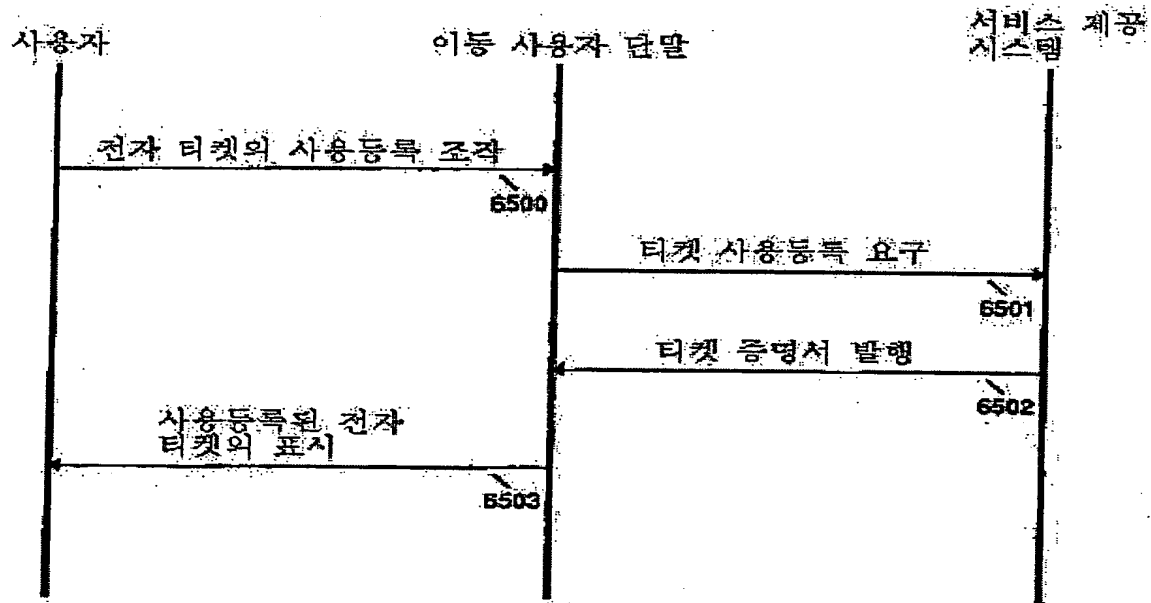 사용자
이동 사용자 단말
서비스 제공
시스템
전자 티켓의 사용등록 조작
6500
티켓 사용등록 요구
6501
티켓 증명서 발행
6502
사용등록된 전자
티켓의 표시
6503